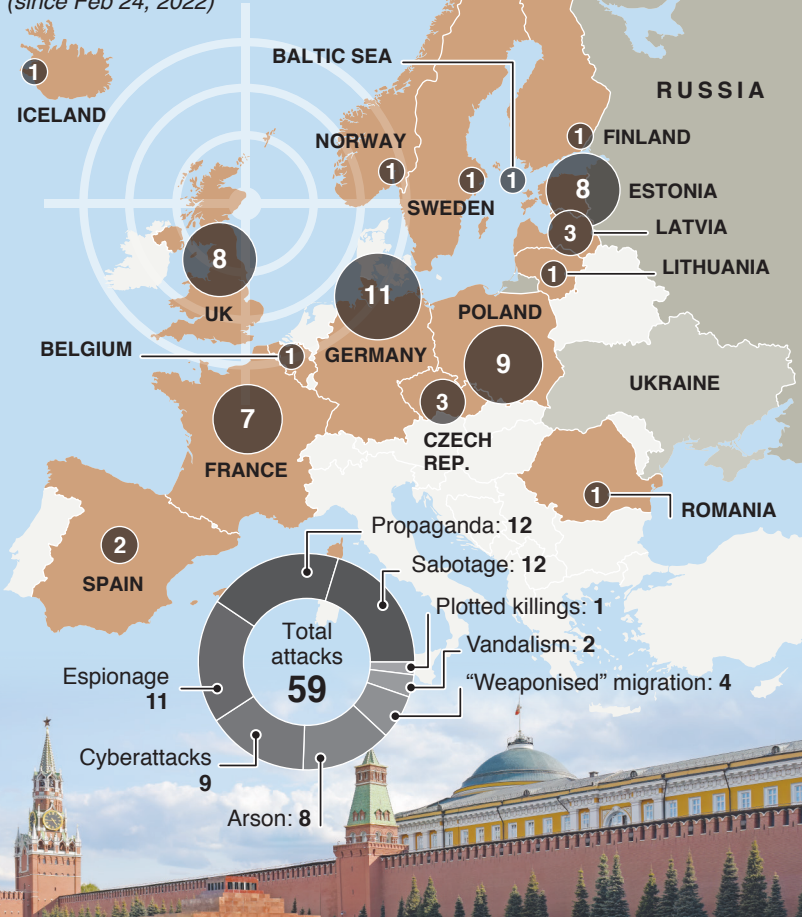 (since Feb 24, 2022)
BALTIC SEA
1
ICELAND
RUSSIA
NORWAY
1
1
1
1
FINLAND
SWEDEN
8
ESTONIA
3
LATVIA
1
LITHUANIA
8
UK
11
GERMANY
POLAND
9
BELGIUM
1
UKRAINE
7
FRANCE
3
CZECH
REP.
1
ROMANIA
2
SPAIN
Propaganda: 12
Sabotage: 12
Plotted killings: 1
Vandalism: 2
“Weaponised” migration: 4
Total
attacks
59
Espionage
11
Cyberattacks
9
Arson: 8